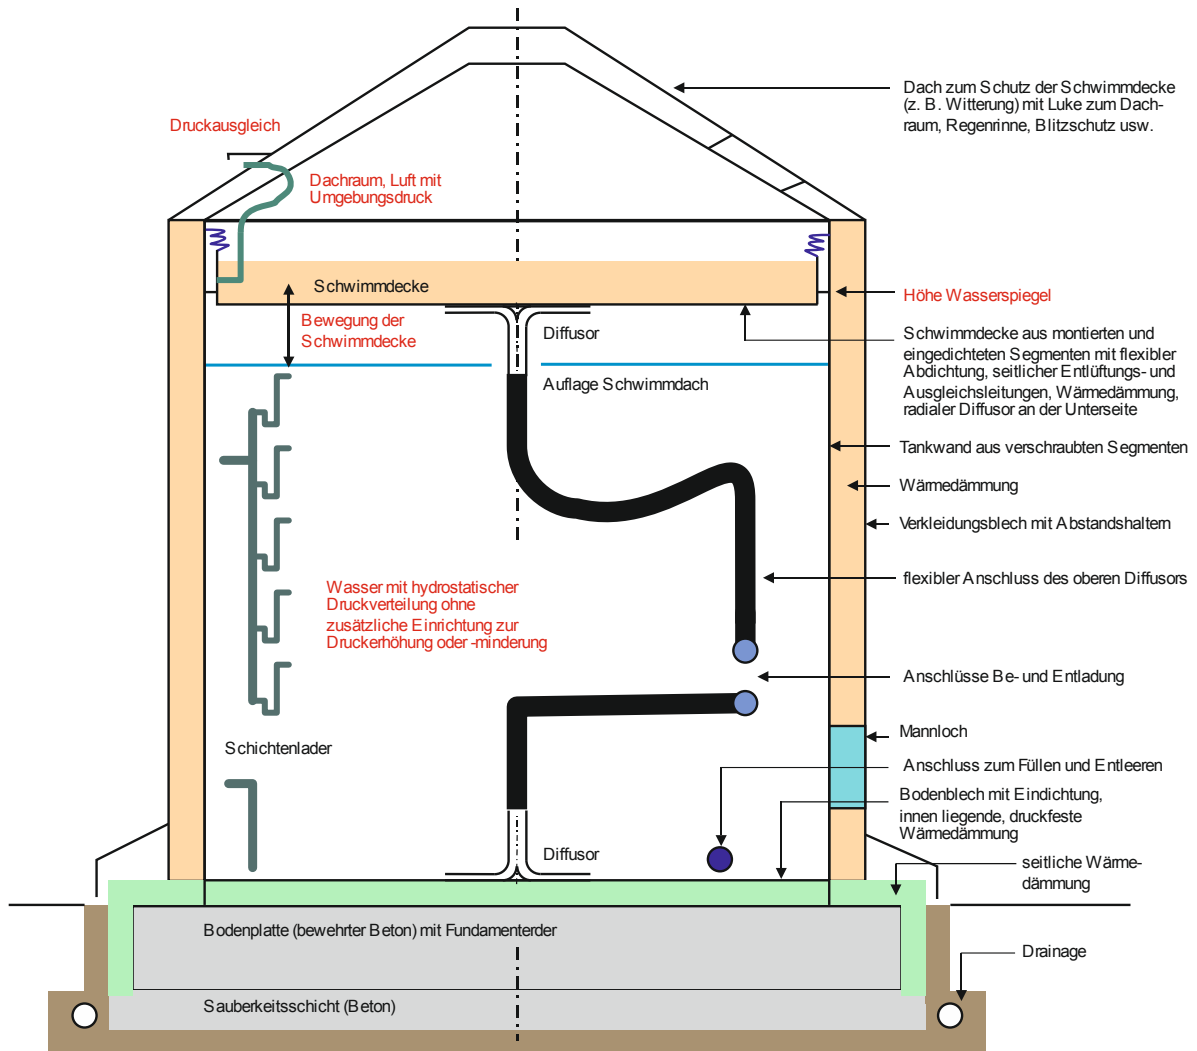 Dach zum Schutz der Schwimmdecke
(z. B. Witterung) mit Luke zum Dach-
raum, Regenrinne, Blitzschutz usw.
Druckausgleich
Dachraum, Luft mit
Umgebungsdruck
Schwimmdecke
Höhe Wasserspiegel
Bewegung der
Schwimmdecke
Diffusor
Schwimmdecke aus montierten und
eingedichteten Segmenten mit flexibler
Abdichtung, seitlicher Entlüftungs- und
Ausgleichsleitungen, Wärmedämmung,
radialer Diffusor an der Unterseite
Auflage Schwimmdach
Tankwand aus verschraubten Segmenten
Wärmedämmung
Verkleidungsblech mit Abstandshaltern
flexibler Anschluss des oberen Diffusors
Wasser mit hydrostatischer
Druckverteilung ohne
zusätzliche Einrichtung zur
Druckerhöhung oder -minderung
Anschlüsse Be- und Entladung
Mannloch
Schichtenlader
Anschluss zum Füllen und Entleeren
Bodenblech mit Eindichtung,
innen liegende, druckfeste
Wärmedämmung
Diffusor
seitliche Wärme-
dämmung
Bodenplatte (bewehrter Beton) mit Fundamenterder
Drainage
Sauberkeitsschicht (Beton)